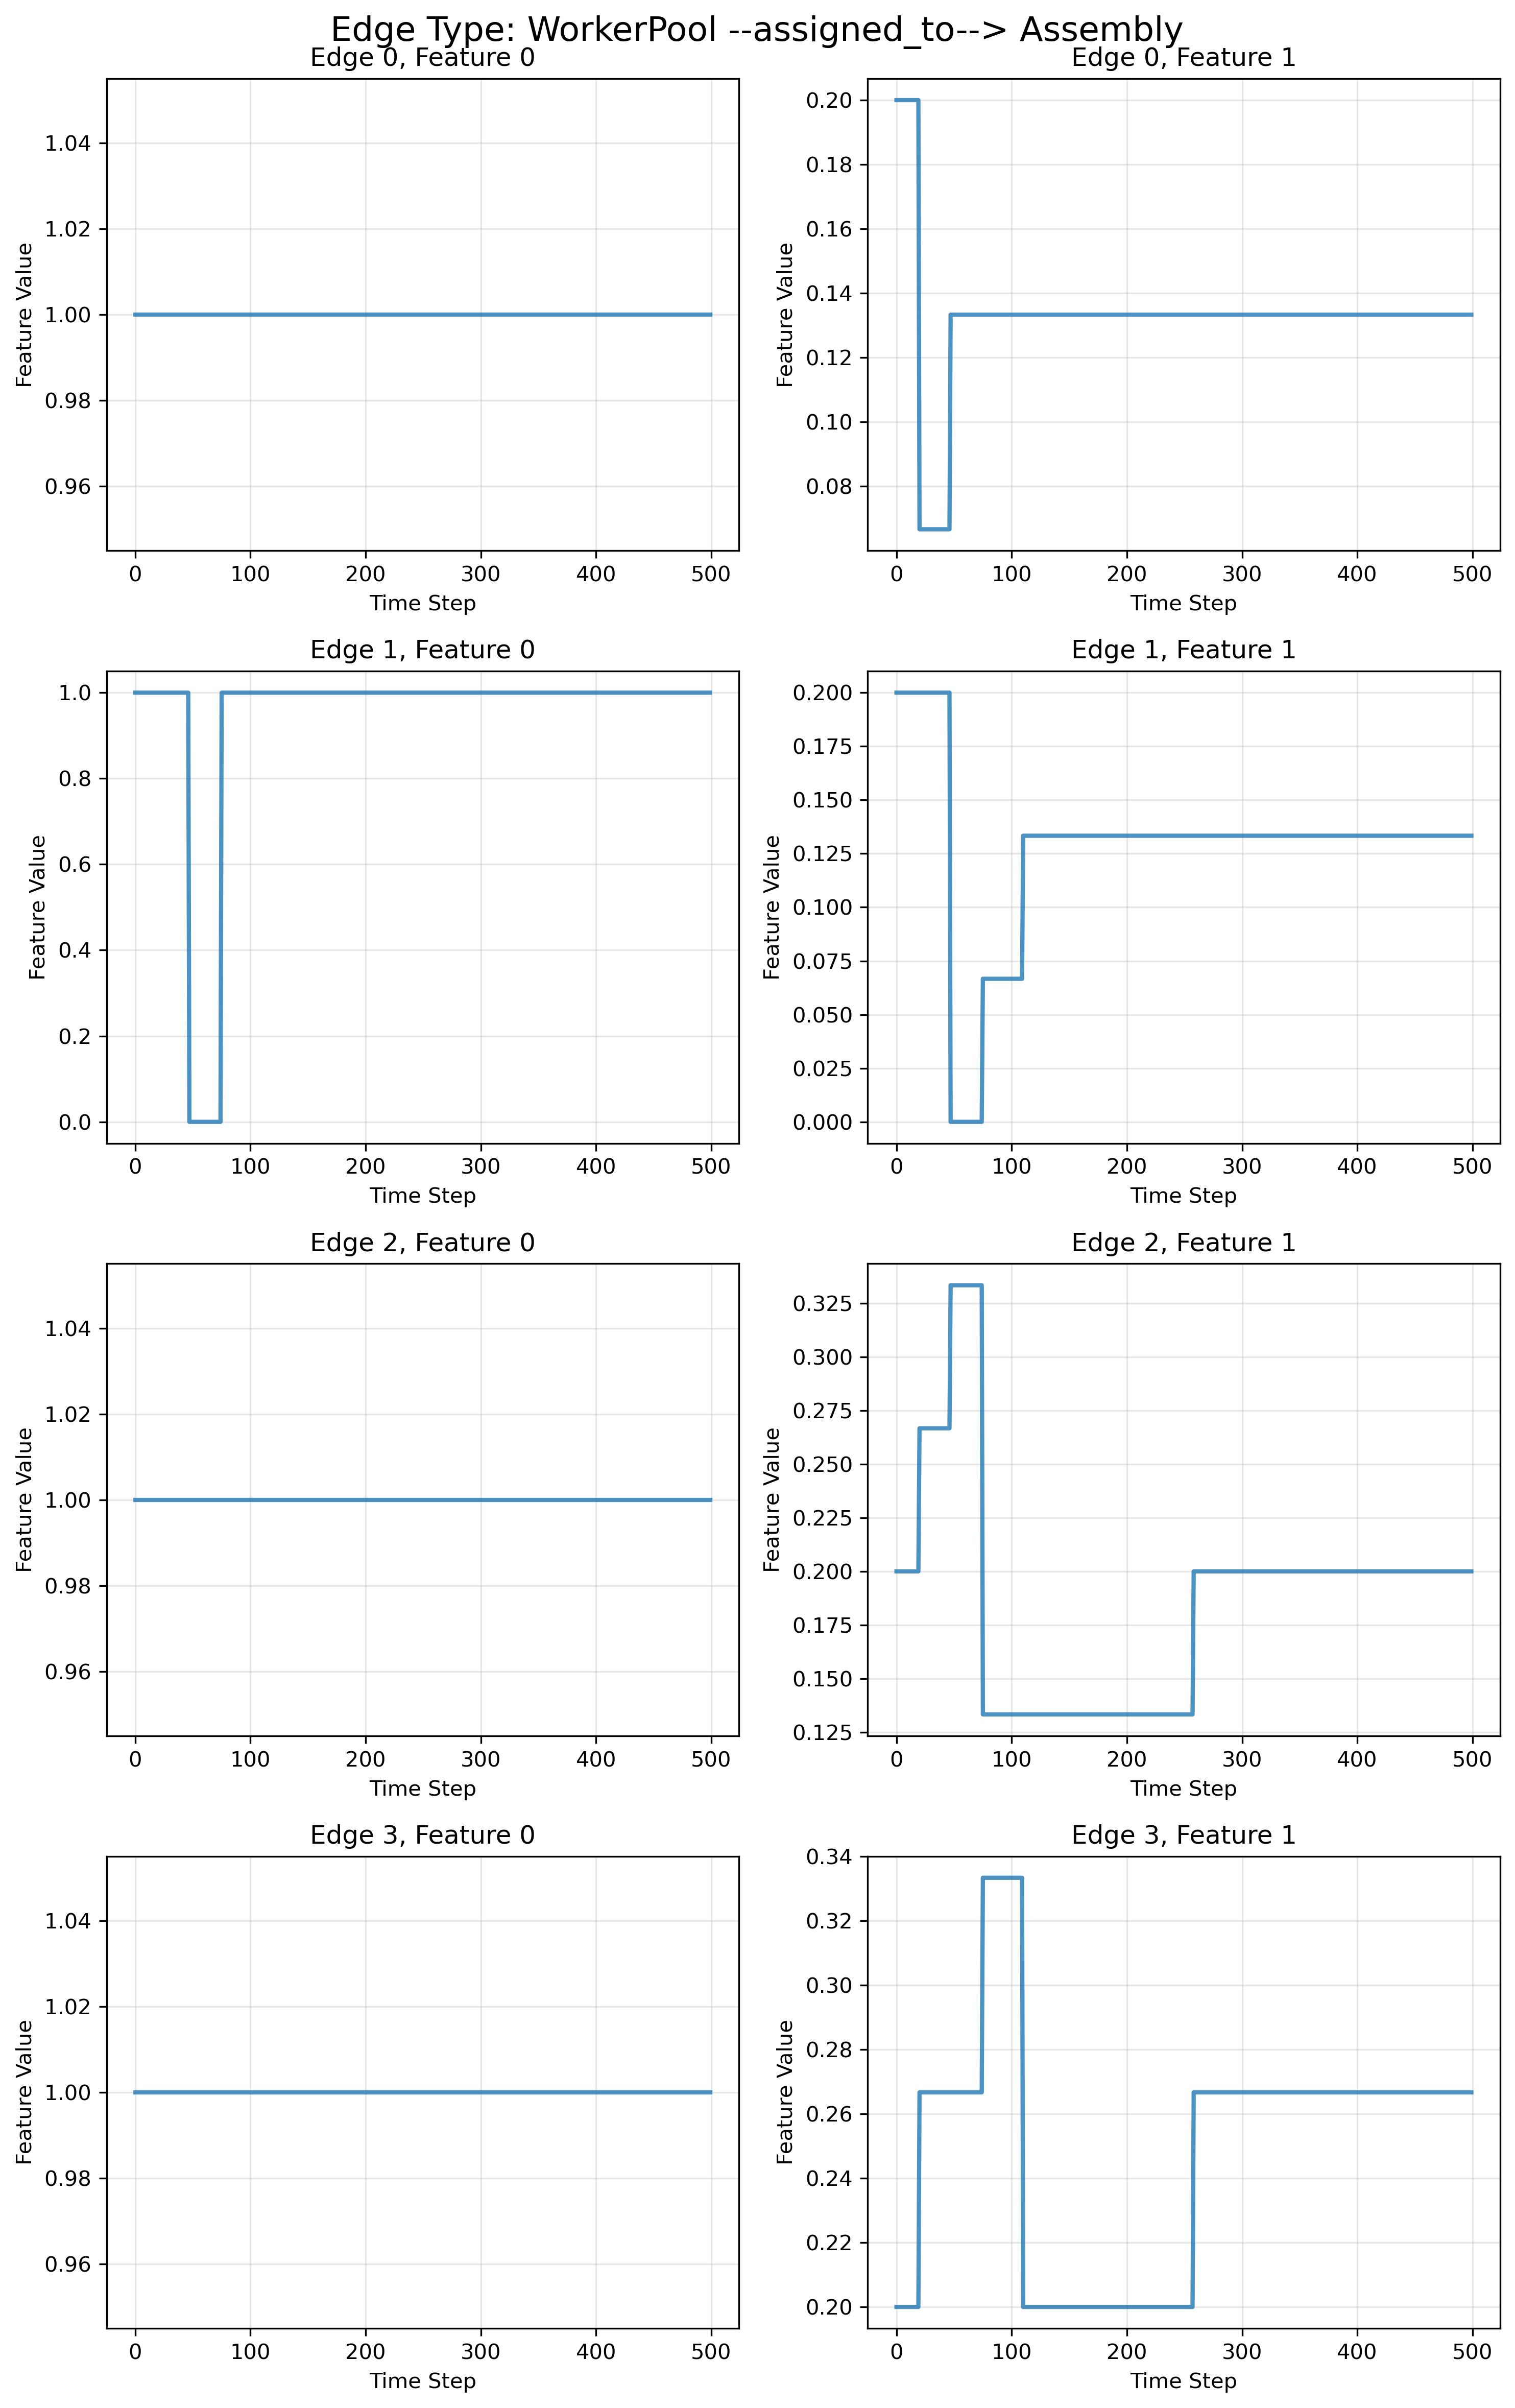 Edge Type: WorkerPool --assigned_to--> Assembly
Edge 0, Feature 0
Feature Value
1.04
1.02
1.00
0.98
0.96
0 100 200 300 400 500
Time Step
Edge 0, Feature 1
Feature Value
0.20
0.18
0.16
0.14
0.12
0.10
0.08
0 100 200 300 400 500
Time Step
Edge 1, Feature 0
Feature Value
1.0
0.8
0.6
0.4
0.2
0.0
0 100 200 300 400 500
Time Step
Edge 1, Feature 1
Feature Value
0.200
0.175
0.150
0.125
0.100
0.075
0.050
0.025
0.000
0 100 200 300 400 500
Time Step
Edge 2, Feature 0
Feature Value
1.04
1.02
1.00
0.98
0.96
0 100 200 300 400 500
Time Step
Edge 2, Feature 1
Feature Value
0.325
0.300
0.275
0.250
0.225
0.200
0.175
0.150
0.125
0 100 200 300 400 500
Time Step
Edge 3, Feature 0
Feature Value
1.04
1.02
1.00
0.98
0.96
0 100 200 300 400 500
Time Step
Edge 3, Feature 1
Feature Value
0.34
0.32
0.30
0.28
0.26
0.24
0.22
0.20
0 100 200 300 400 500
Time Step